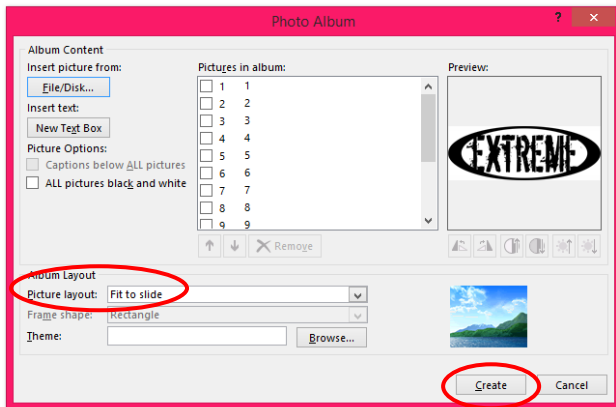 Photo Album
?
Album Content
Insert picture from:
File/Disk...
Insert text:
New Text Box
Picture Options:
Captions below ALL pictures
ALL pictures black and white
Pictures in album:
1 1
2 2
3 3
4 4
5 5
6 6
7 7
8 8
9 9
Remove
Preview:
EXTREME
Album Layout
Picture layout: Fit to slide
Frame shape: Rectangle
Theme:
Browse...
Create
Cancel